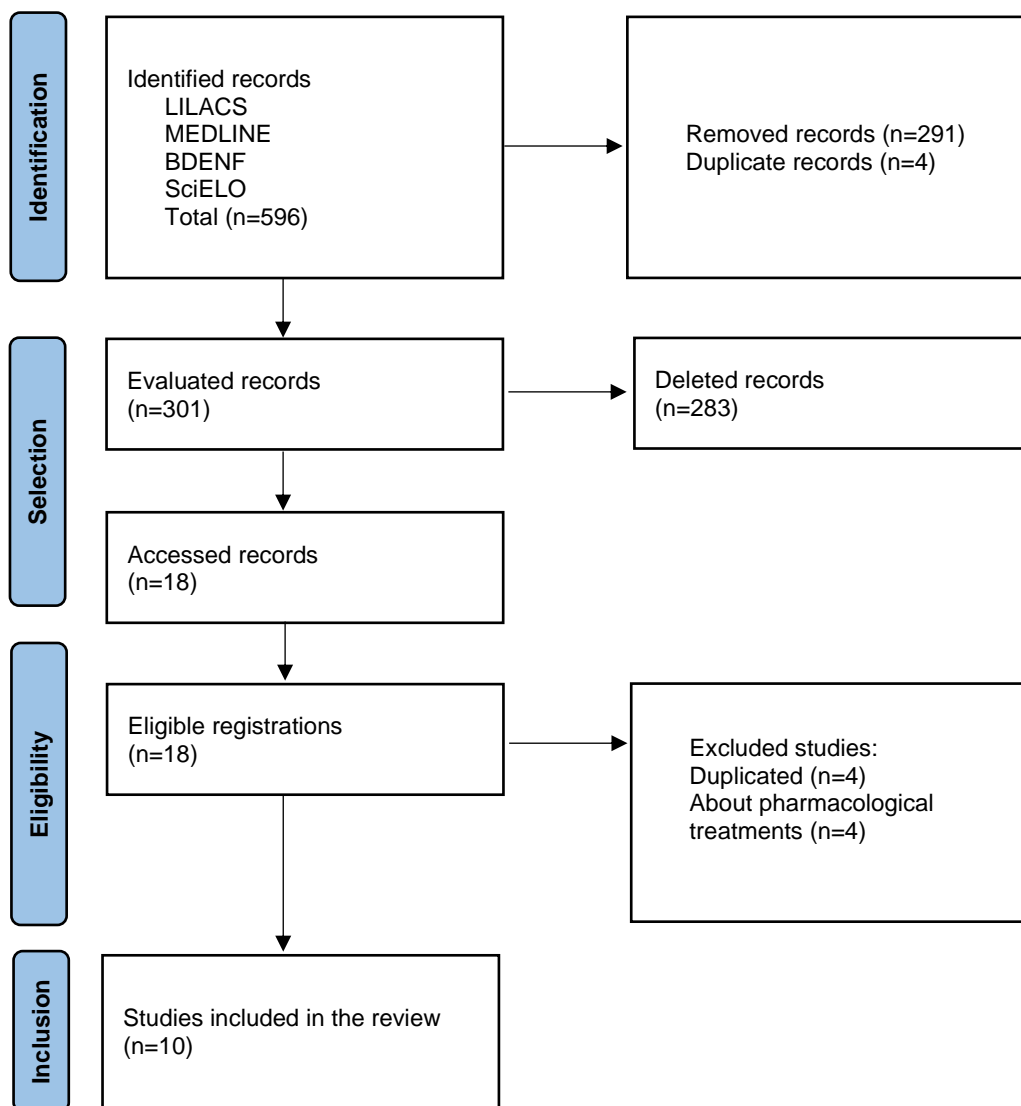 Identification
Identified records
LILACS
MEDLINE
BDENF
SciELO
Total (n=596)
Removed records (n=291)
Duplicate records (n=4)
Selection
Evaluated records
(n=301)
Deleted records
(n=283)
Accessed records
(n=18)
Eligibility
Eligible registrations
(n=18)
Excluded studies:
Duplicated (n=4)
About pharmacological
treatments (n=4)
Inclusion
Studies included in the review
(n=10)